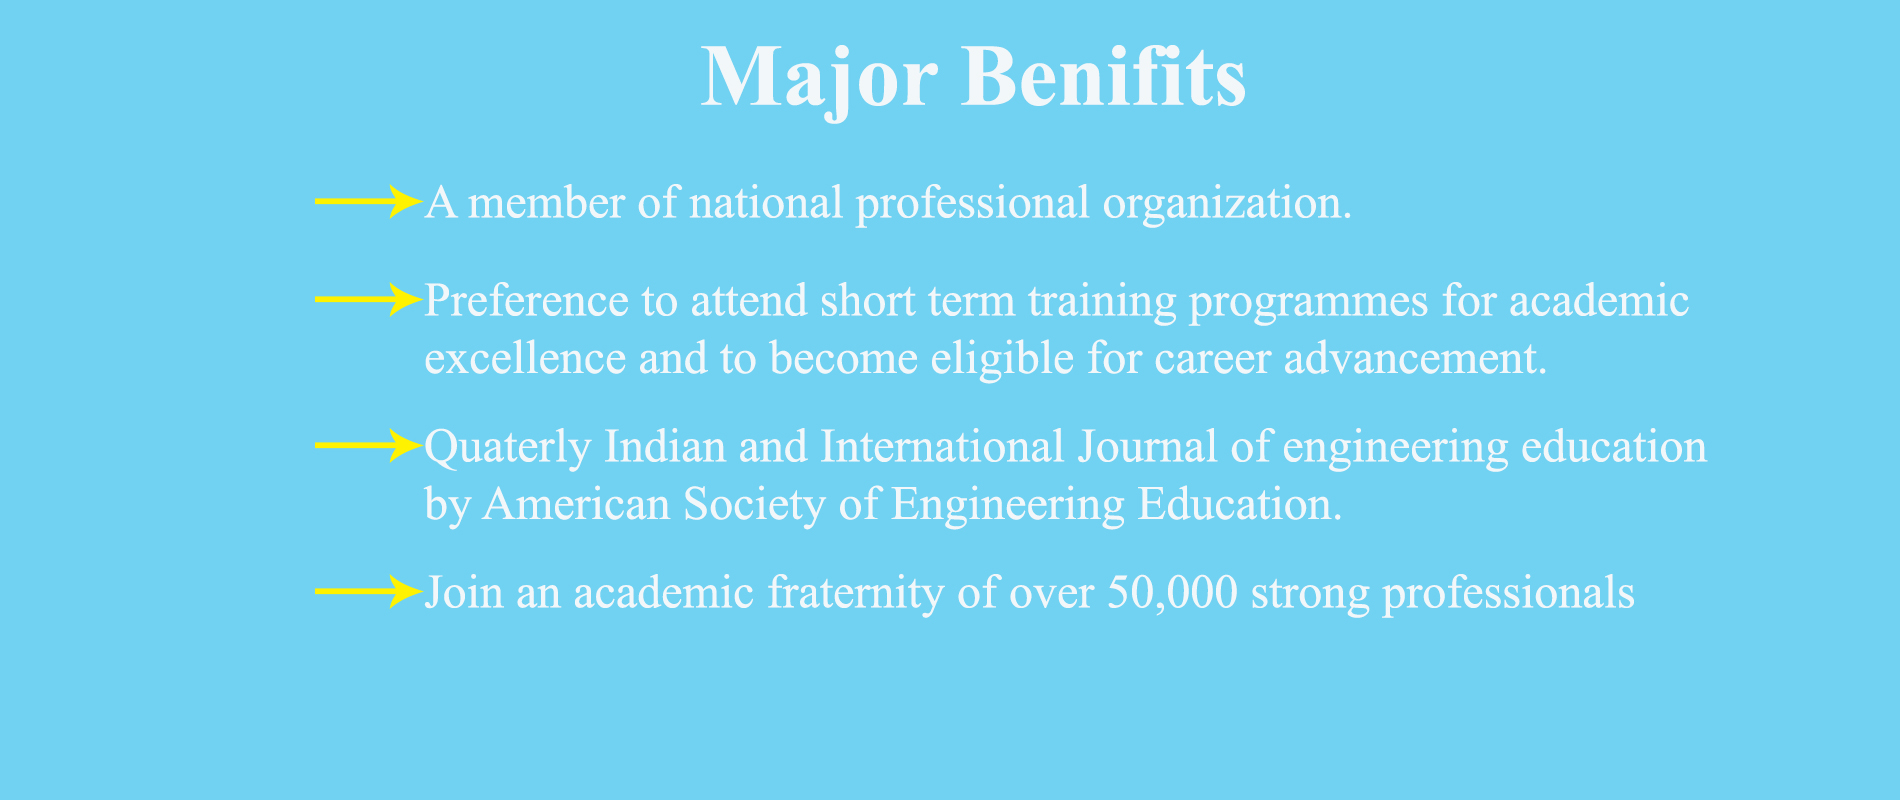 Major Benifits
A member of national professional organization.
Preference to attend short term training programmes for academic
excellence and to become eligible for career advancement.
Quaterly Indian and International Journal of engineering education
by American Society of Engineering Education.
Join an academic fraternity of over 50,000 strong professionals